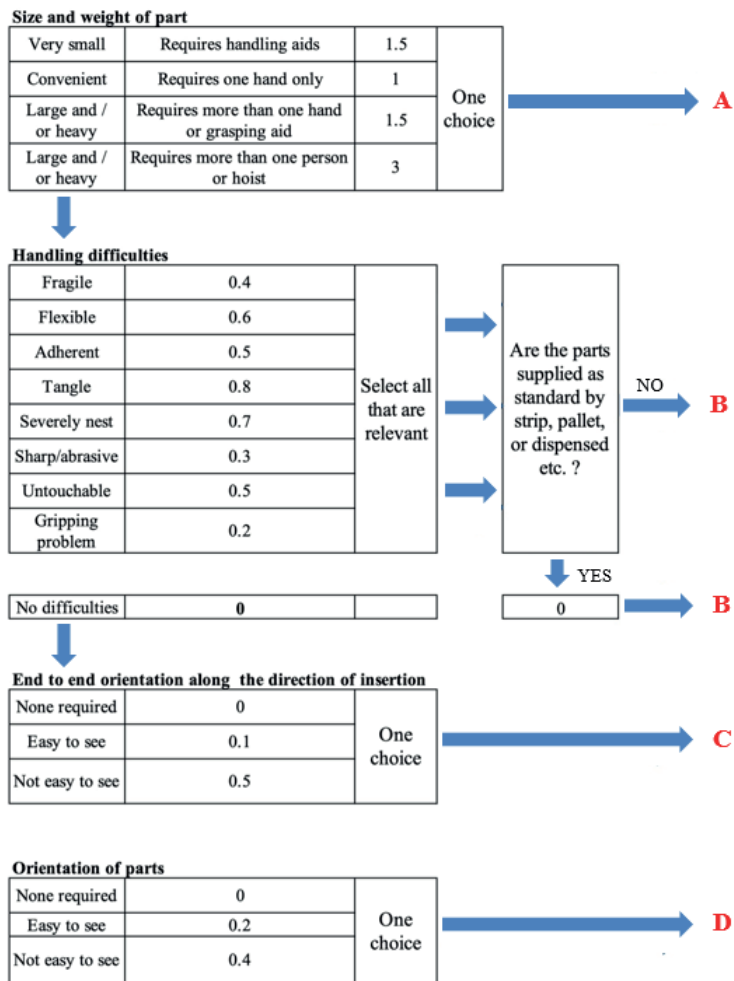 Size and weight of part
Very small Requires handling aids 1.5
Convenient Requires one hand only 1
Large and /
or heavy
Requires more than one hand
or grasping aid
1.5
Large and /
or heavy
Requires more than one person
or hoist
3
One
choice
A
Handling difficulties
Fragile 0.4
Flexible 0.6
Adherent 0.5
Tangle 0.8
Severely nest 0.7
Sharp/abrasive 0.3
Untouchable 0.5
Gripping
problem
0.2
Select all
that are
relevant
Are the parts
supplied as
standard by
strip, pallet,
or dispensed
etc. ?
NO
B
YES
No difficulties 0
0
B
End to end orientation along the direction of insertion
None required 0
Easy to see 0.1
Not easy to see 0.5
One
choice
C
Orientation of parts
None required 0
Easy to see 0.2
Not easy to see 0.4
One
choice
D